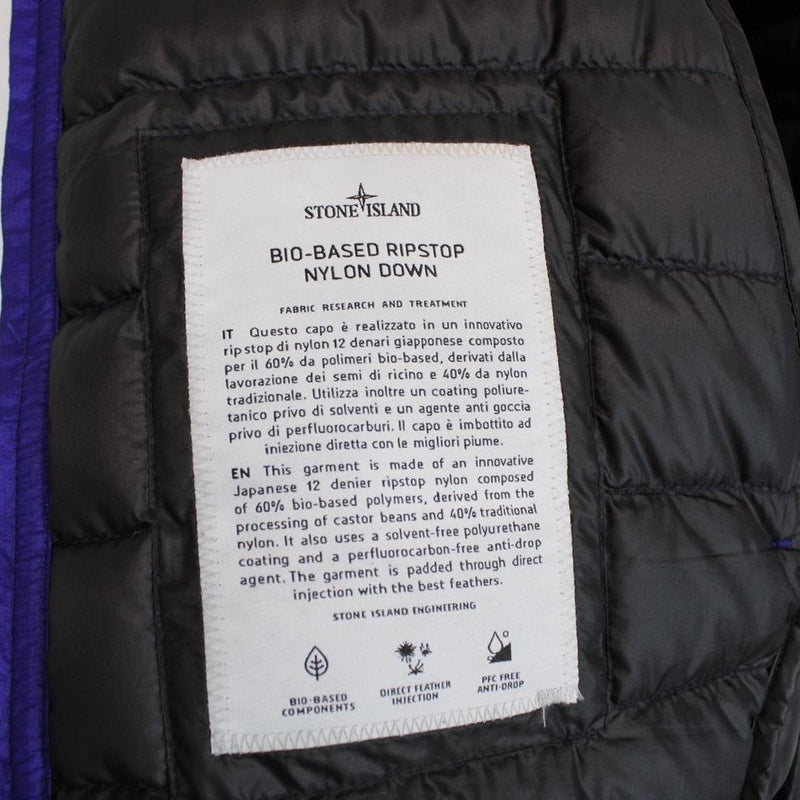 STONE ISLAND
BIO-BASED RIPSTOP
NYLON DOWN
FABRIC RESEARCH AND TREATMENT
IT Questo capo è realizzato in un innovativo
ripstop di nylon 12 denari giapponese composto
per il 60% da polimeri bio-based, derivati dalla
lavorazione dei semi di ricino e 40% da nylon
tradizionale. Utilizza inoltre un coating poliure-
tanico privo di solventi e un agente anti goccia
privo di perfluorocarburi. Il capo è imbottito ad
iniezione diretta con le migliori piume.
EN This garment is made of an innovative
Japanese 12 denier ripstop nylon composed
of 60% bio-based polymers, derived from the
processing of castor beans and 40% traditional
nylon. It also uses a solvent-free polyurethane
coating and a perfluorocarbon-free anti-drop
agent. The garment is padded through direct
injection with the best feathers.
STONE ISLAND ENGINEERING
BIO-BASED
COMPONENTS
DIRECT FEATHER
INJECTION
PFC FREE
ANTI-DROP